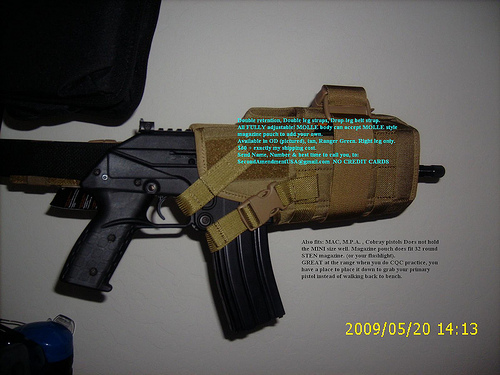 Double retention, Double leg straps, Drop leg belt strap.
All FULLY adjustable! MOLLE body can accept MOLLE style
magazine pouch to add your own.
Available in OD (pictured), tan, Ranger Green. Right leg only.
+ exactly my shipping cost.
Send Name, Number & best time to call you, to:
SecondAmendmentUSA@gmail.com NO CREDIT CARDS
Also fits: MAC, M.P.A., Cobray pistols Does not hold
the MINI size well. Magazine pouch does fit 32 round
STEN magazine. (or your flashlight).
GREAT at the range when you do CQC practice, you
have a place to place it down to grab your primary
pistol instead of walking back to bench.
2009/05/20 14:13